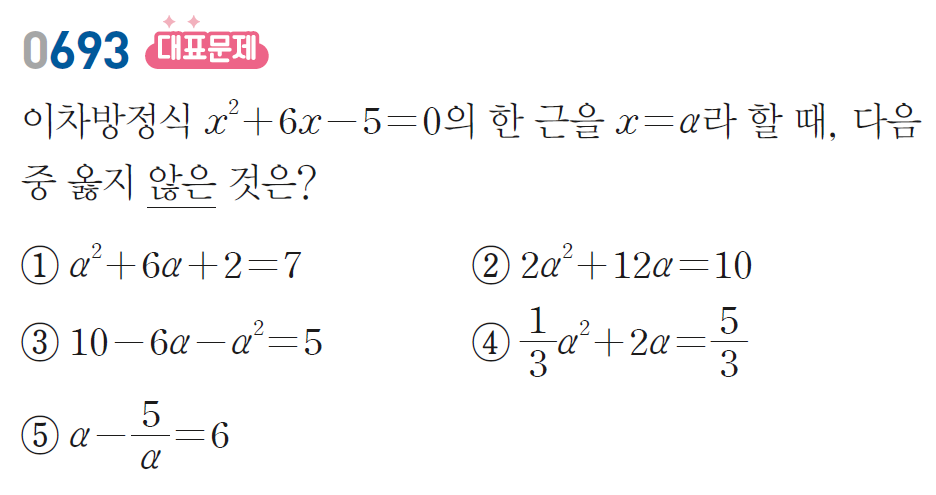 0693 대표문제
이차방정식 x²+6x-5=0의 한 근을 x=α라 할 때, 다음
중 옳지 않은 것은?
① α²+6α+2=7 ② 2α²+12α=10
③ 10-6α-α²=5 ④ 1/3 α²+2α=5/3
⑤ α-5/α=6